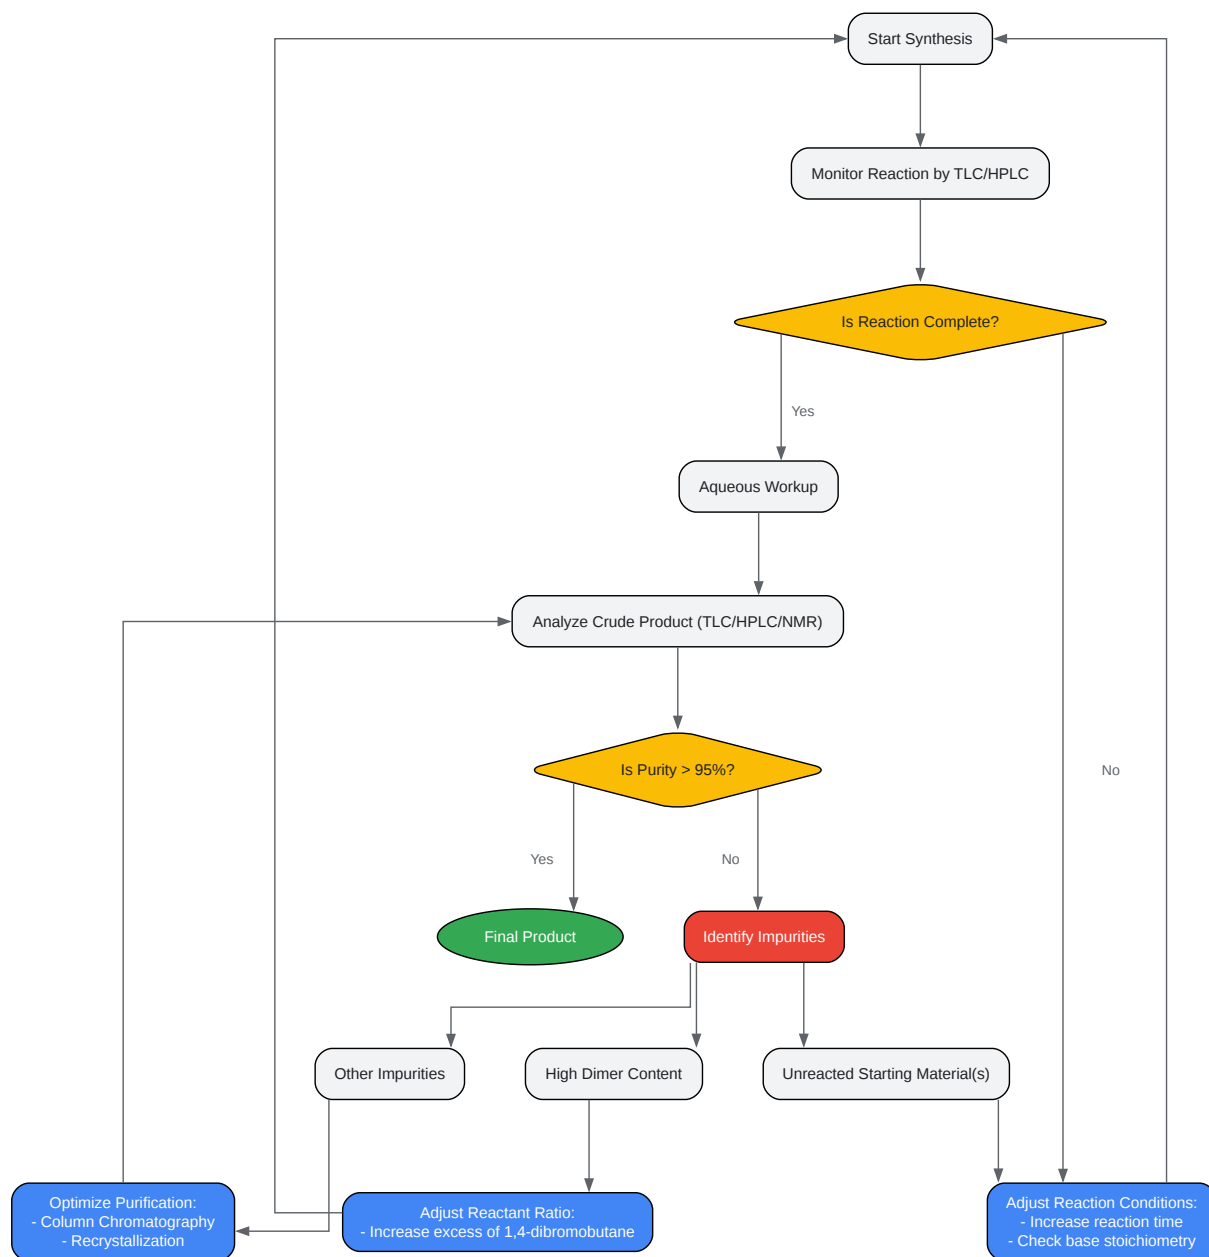 Start Synthesis
Monitor Reaction by TLC/HPLC
Is Reaction Complete?
Yes
Aqueous Workup
Analyze Crude Product (TLC/HPLC/NMR)
Is Purity > 95%?
No
Yes
No
Final Product
Identify Impurities
Other Impurities
High Dimer Content
Unreacted Starting Material(s)
Optimize Purification:
- Column Chromatography
- Recrystallization
Adjust Reactant Ratio:
- Increase excess of 1,4-dibromobutane
Adjust Reaction Conditions:
- Increase reaction time
- Check base stoichiometry